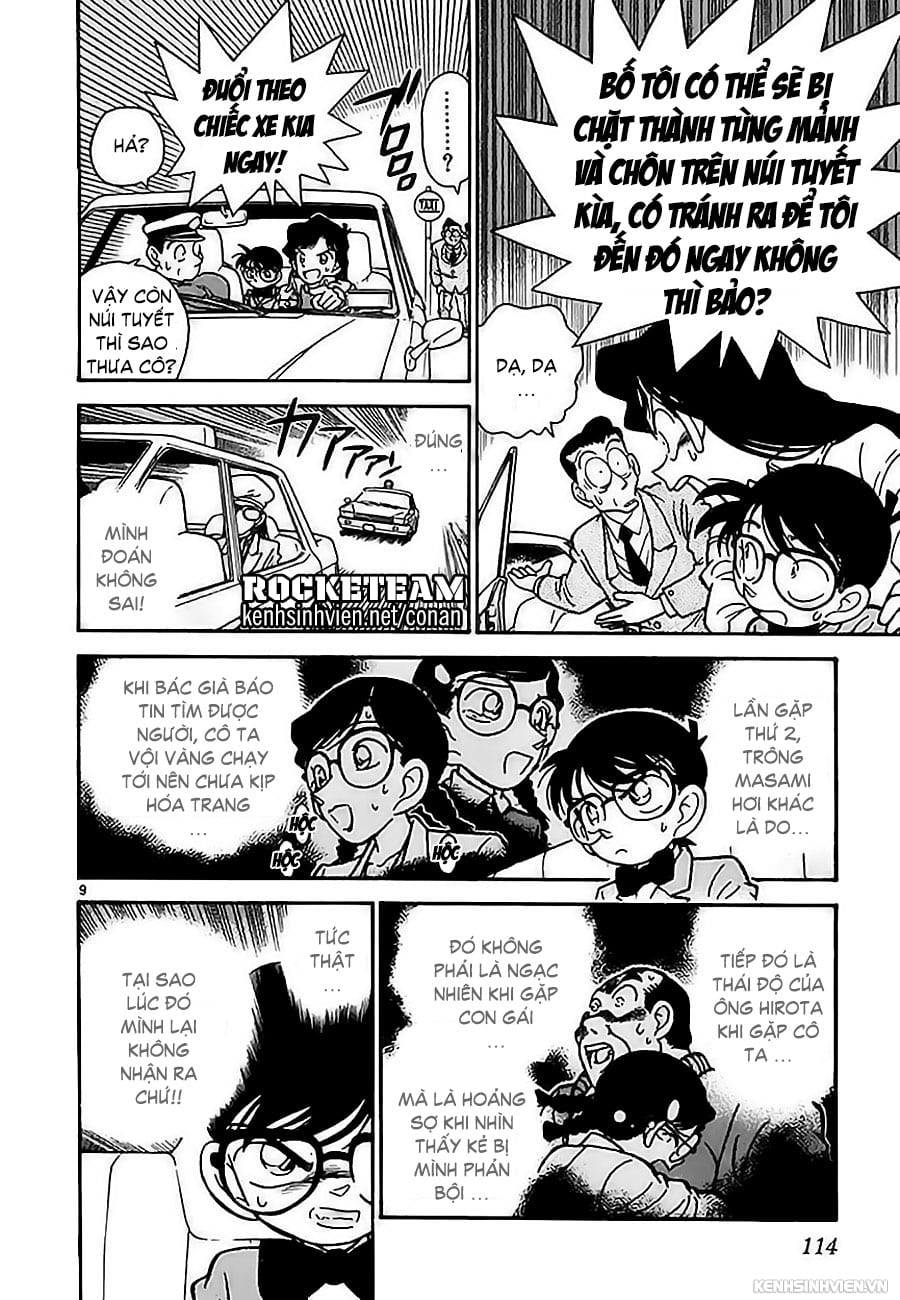 BỐ TÔI CÓ THỂ SẼ BỊ
CHẶT THÀNH TỪNG MẢNH
VÀ CHÔN TRÊN NÚI TUYẾT
KÌA, CÓ TRÁNH RA ĐỂ TÔI
ĐẾN ĐÓ NGAY KHÔNG
THÌ BẢO?
DẠ, DẠ
...
.........?
ĐUỔI THEO
CHIẾC XE KIA
NGAY!
HẢ?
TAXI
VẬY CÒN
NÚI TUYẾT
THÌ SAO
THƯA CÔ?
ĐÚNG
...
MÌNH
ĐOÁN
KHÔNG
SAI!
ROCKETEAM
kenhsinhvien.net/conan
LẦN GẶP
THỨ 2,
TRÔNG
MASAMI
HƠI KHÁC
LÀ DO...
KHI BÁC GIÀ BÁO
TIN TÌM ĐƯỢC
NGƯỜI, CÔ TA
VỘI VÀNG CHẠY
TỚI NÊN CHƯA KỊP
HÓA TRANG
...
HỘC
HỘC
HỘC
9
TIẾP ĐÓ LÀ
THÁI ĐỘ CỦA
ÔNG HIROTA
KHI GẶP CÔ
TA ...
ĐÓ KHÔNG
PHẢI LÀ NGẠC
NHIÊN KHI GẶP
CON GÁI
...
MÀ LÀ HOẢNG
SỢ KHI NHÌN
THẤY KẺ BỊ
MÌNH PHẢN
BỘI ...
TỨC
THẬT
...
TẠI SAO
LÚC ĐÓ
MÌNH LẠI
KHÔNG
NHẬN RA
CHỨ!!
114
KENHSINHVIEN.VN